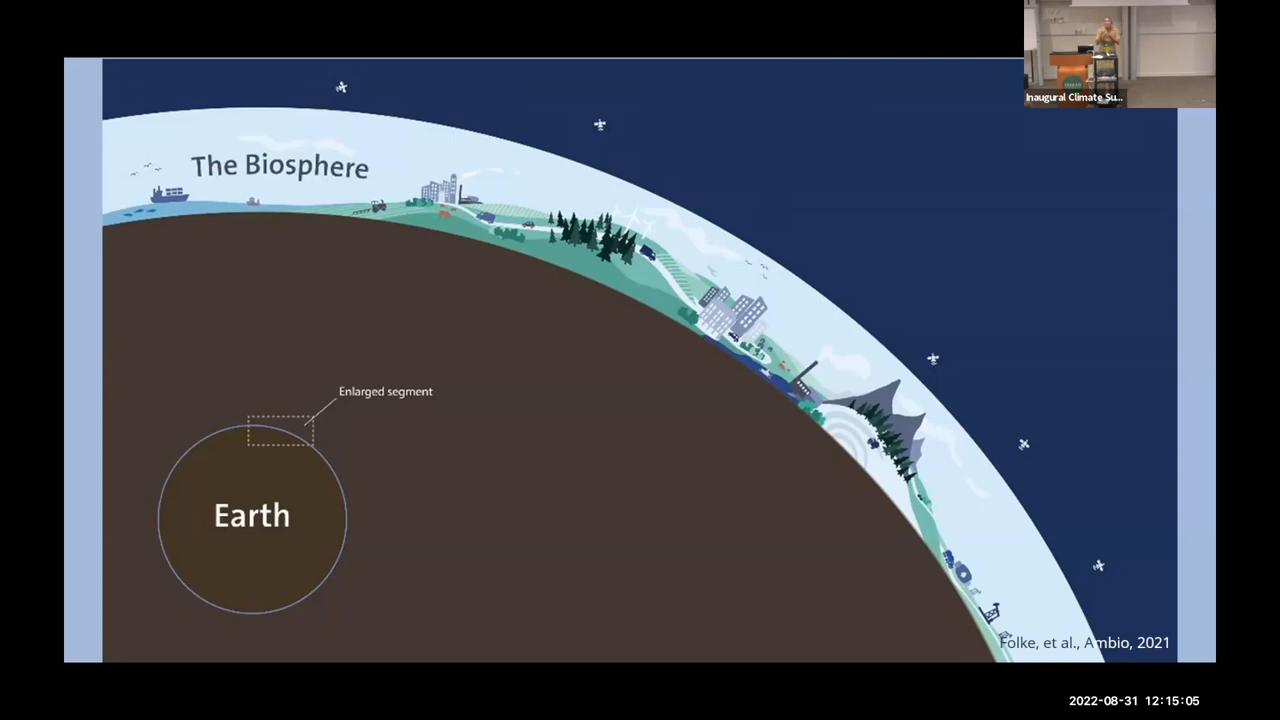 Inaugural Climate Su...
The Biosphere
Enlarged segment
Earth
Folke, et al., Ambio, 2021
2022-08-31 12:15:05